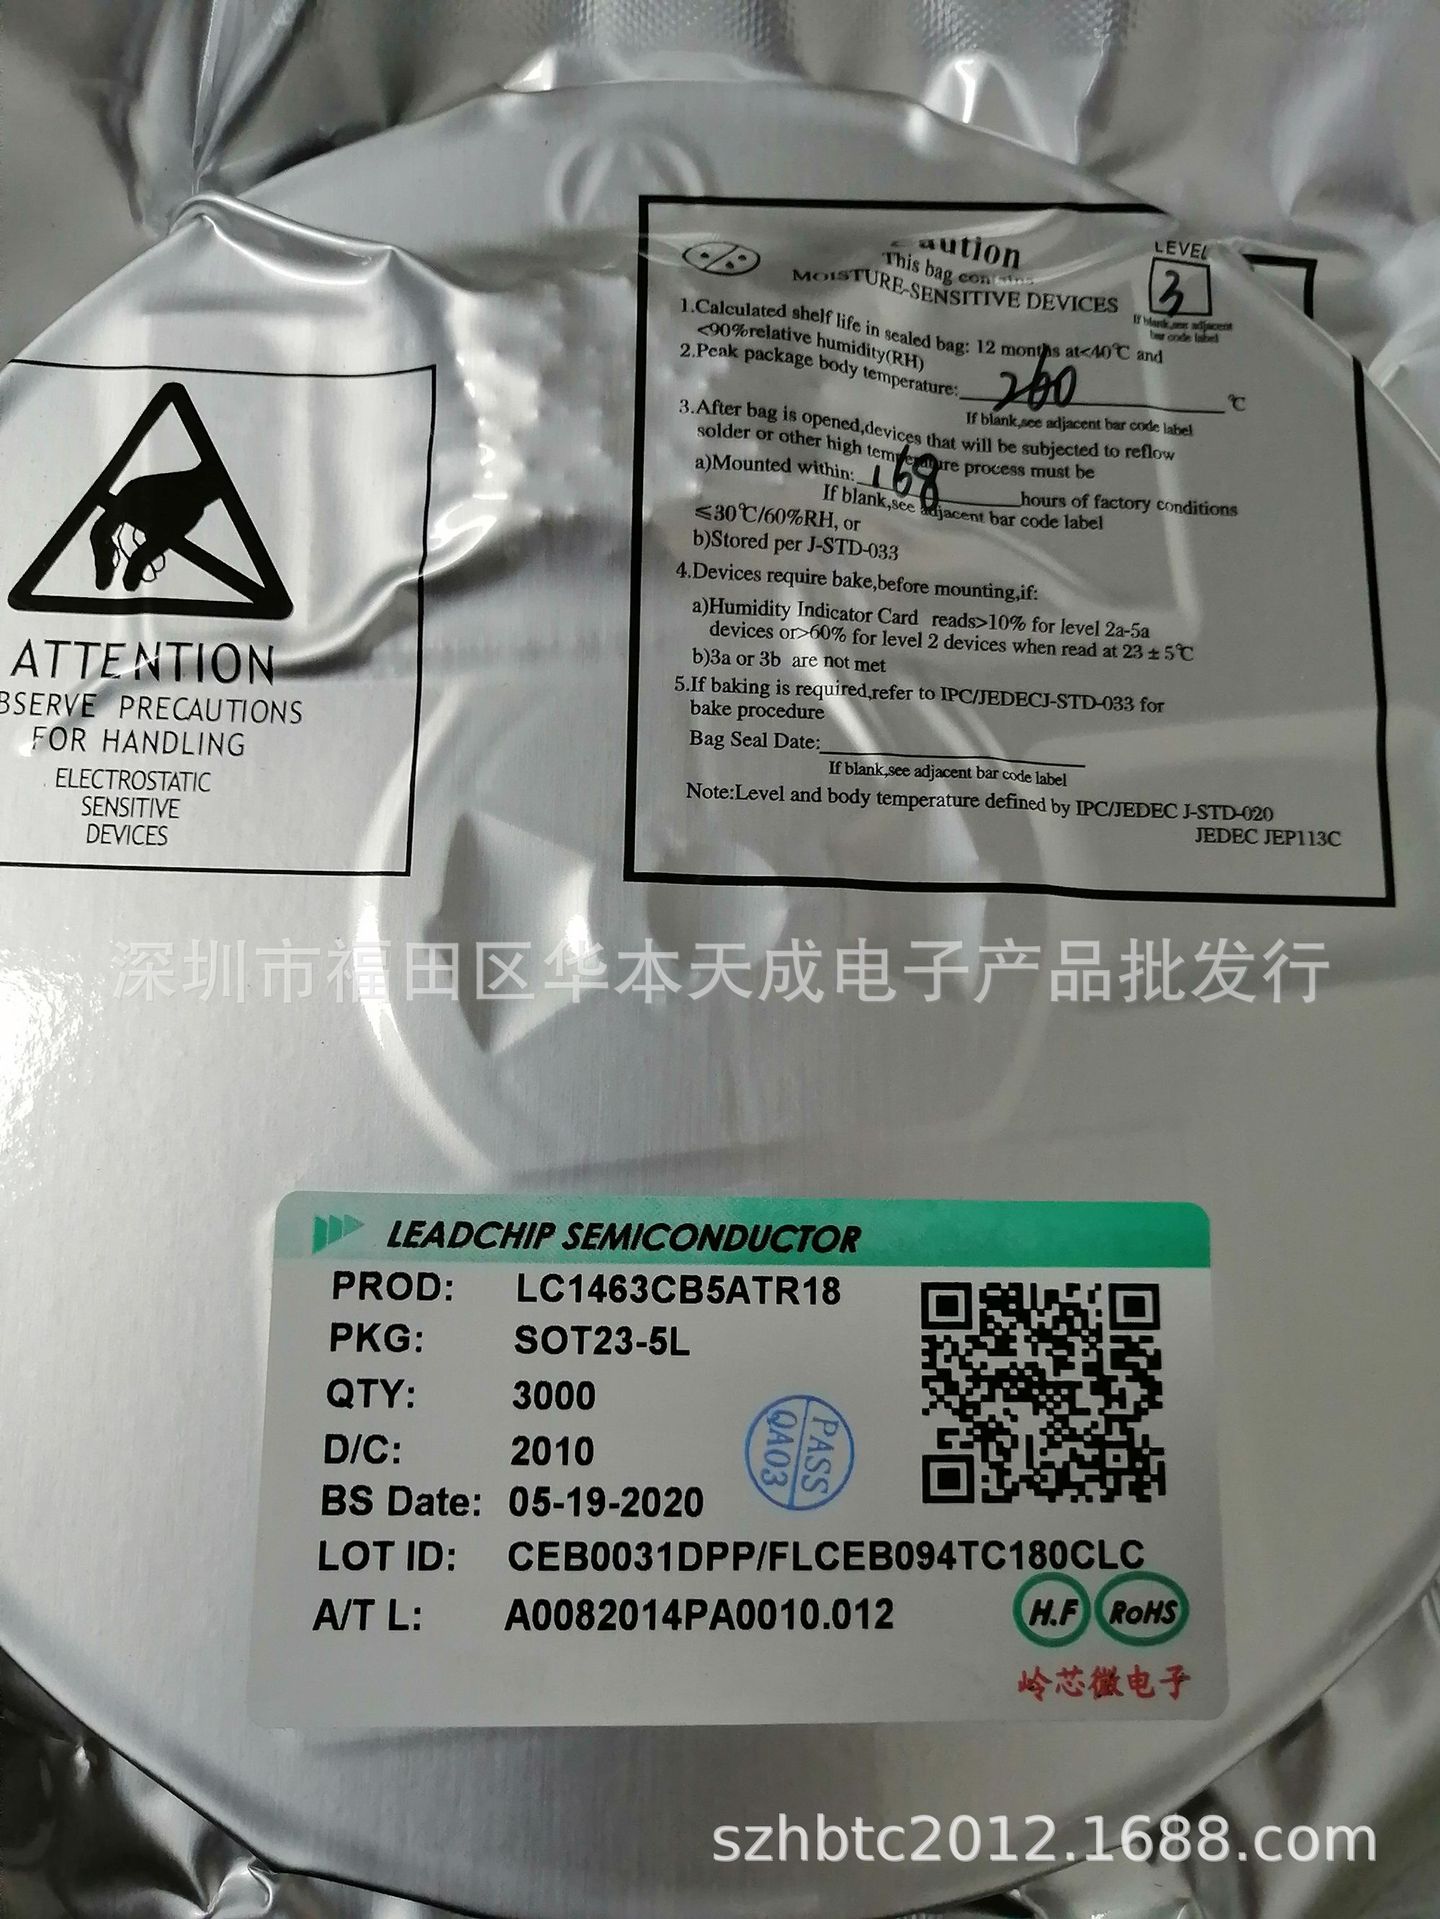 aution
This bag contains
MOISTURE-SENSITIVE DEVICES
LEVEL
3
If blank,see adjacent
bar code label
1.Calculated shelf life in sealed bag: 12 months at<40℃ and
<90%relative humidity(RH)
2.Peak package body temperature: 260 ℃
If blank,see adjacent bar code label
3.After bag is opened,devices that will be subjected to reflow
solder or other high temperature process must be
a)Mounted within: 168 hours of factory conditions
If blank,see adjacent bar code label
≤30℃/60%RH, or
b)Stored per J-STD-033
4.Devices require bake,before mounting,if:
a)Humidity Indicator Card reads>10% for level 2a-5a
devices or>60% for level 2 devices when read at 23 ± 5℃
b)3a or 3b are not met
5.If baking is required,refer to IPC/JEDECJ-STD-033 for
bake procedure
Bag Seal Date:
If blank,see adjacent bar code label
Note:Level and body temperature defined by IPC/JEDEC J-STD-020
JEDEC JEP113C
ATTENTION
BSERVE PRECAUTIONS
FOR HANDLING
ELECTROSTATIC
SENSITIVE
DEVICES
深圳市福田区华本天成电子产品批发行
LEADCHIP SEMICONDUCTOR
PROD: LC1463CB5ATR18
PKG: SOT23-5L
QTY: 3000
D/C: 2010
BS Date: 05-19-2020
LOT ID: CEB0031DPP/FLCEB094TC180CLC
A/T L: A0082014PA0010.012
PASS
QA03
H.F
RoHS
岭芯微电子
szhbtc2012.1688.com